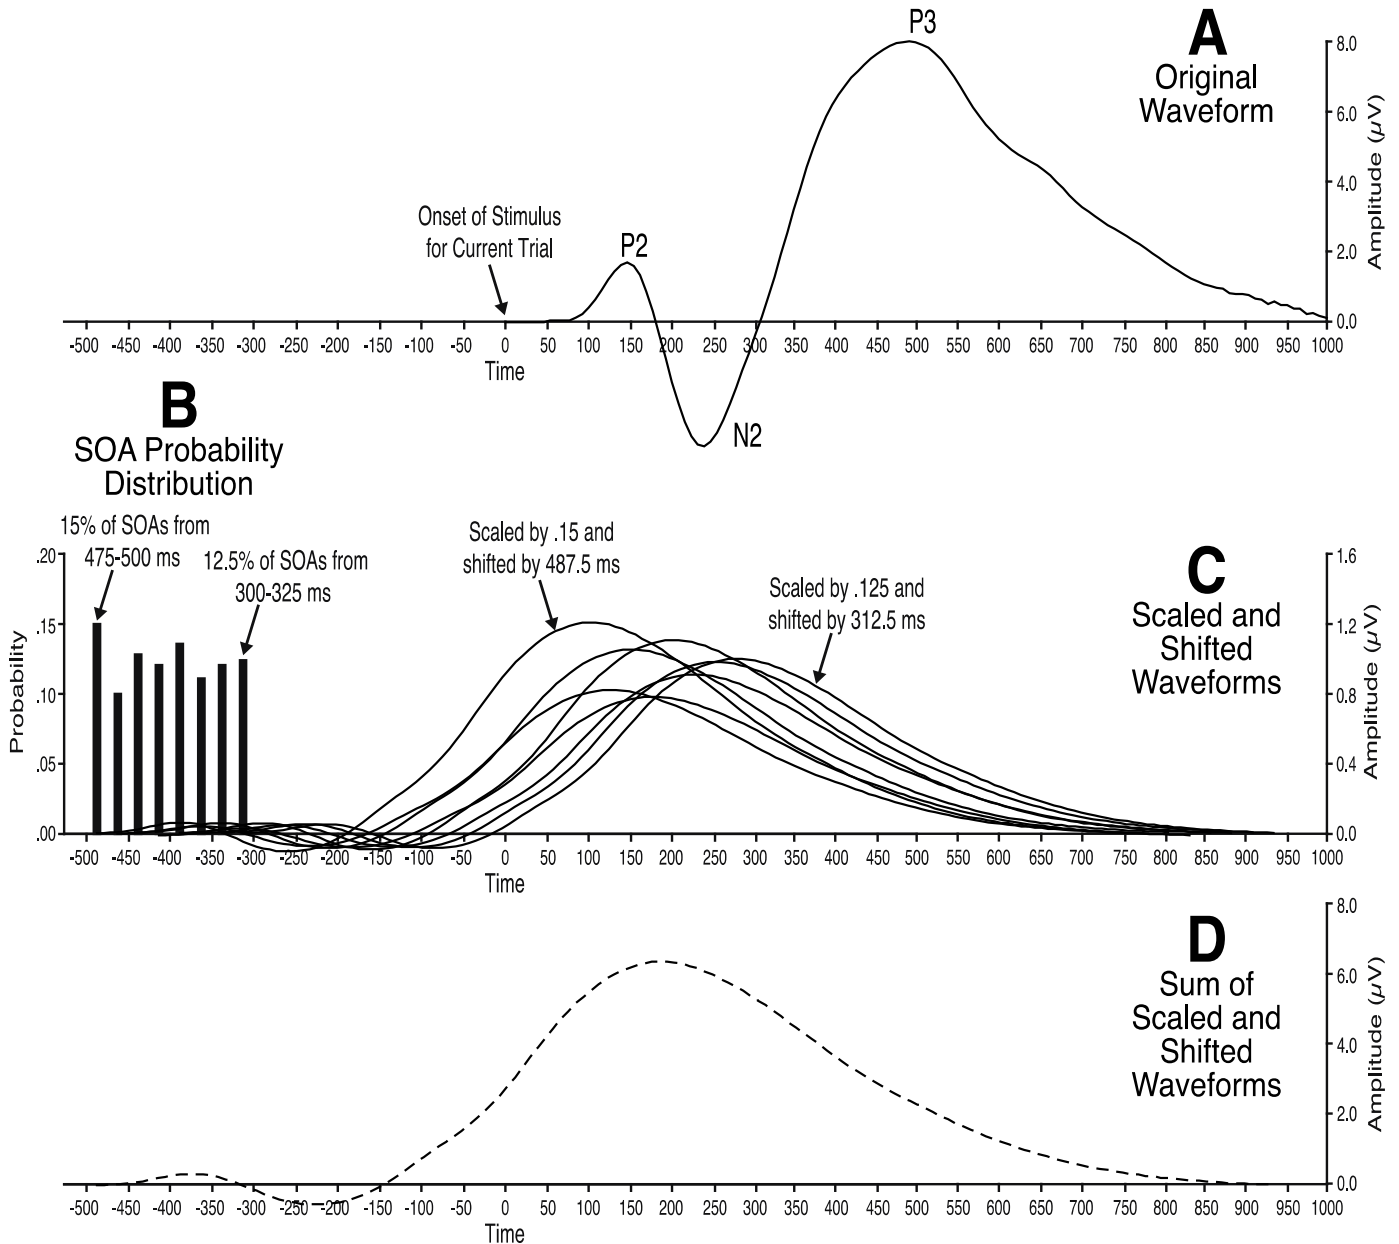 A
Original
Waveform
P3
8.0
6.0
4.0
2.0
0.0
Amplitude (µV)
Onset of Stimulus
for Current Trial
P2
N2
-500 -450 -400 -350 -300 -250 -200 -150 -100 -50 0 50 100 150 200 250 300 350 400 450 500 550 600 650 700 750 800 850 900 950 1000
Time
B
SOA Probability
Distribution
15% of SOAs from
475-500 ms
12.5% of SOAs from
300-325 ms
.20
.15
.10
.05
.00
Probability
Scaled by .15 and
shifted by 487.5 ms
Scaled by .125 and
shifted by 312.5 ms
C
Scaled and
Shifted
Waveforms
1.6
1.2
0.8
0.4
0.0
Amplitude (µV)
-500 -450 -400 -350 -300 -250 -200 -150 -100 -50 0 50 100 150 200 250 300 350 400 450 500 550 600 650 700 750 800 850 900 950 1000
Time
D
Sum of
Scaled and
Shifted
Waveforms
8.0
6.0
4.0
2.0
0.0
Amplitude (µV)
-500 -450 -400 -350 -300 -250 -200 -150 -100 -50 0 50 100 150 200 250 300 350 400 450 500 550 600 650 700 750 800 850 900 950 1000
Time